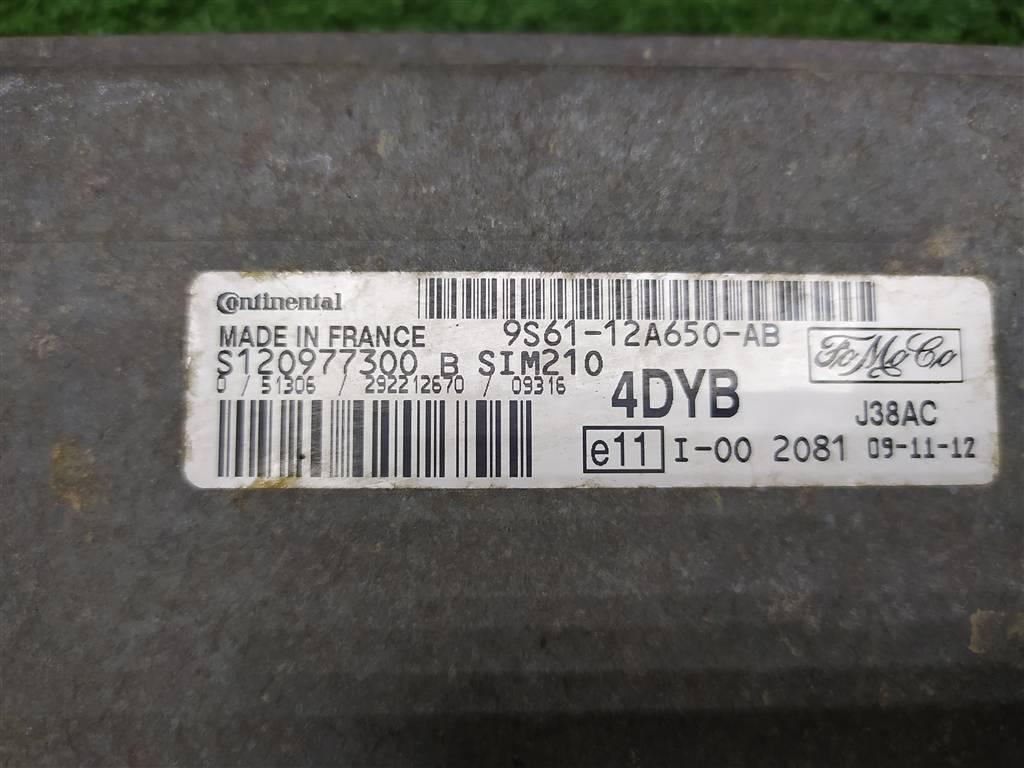 Continental
MADE IN FRANCE 9S61-12A650-AB
S120977300 B SIM210
FoMoCo
0 / 51306 / 292212670 / 09316
4DYB
J38AC
e11 I-00 2081 09-11-12